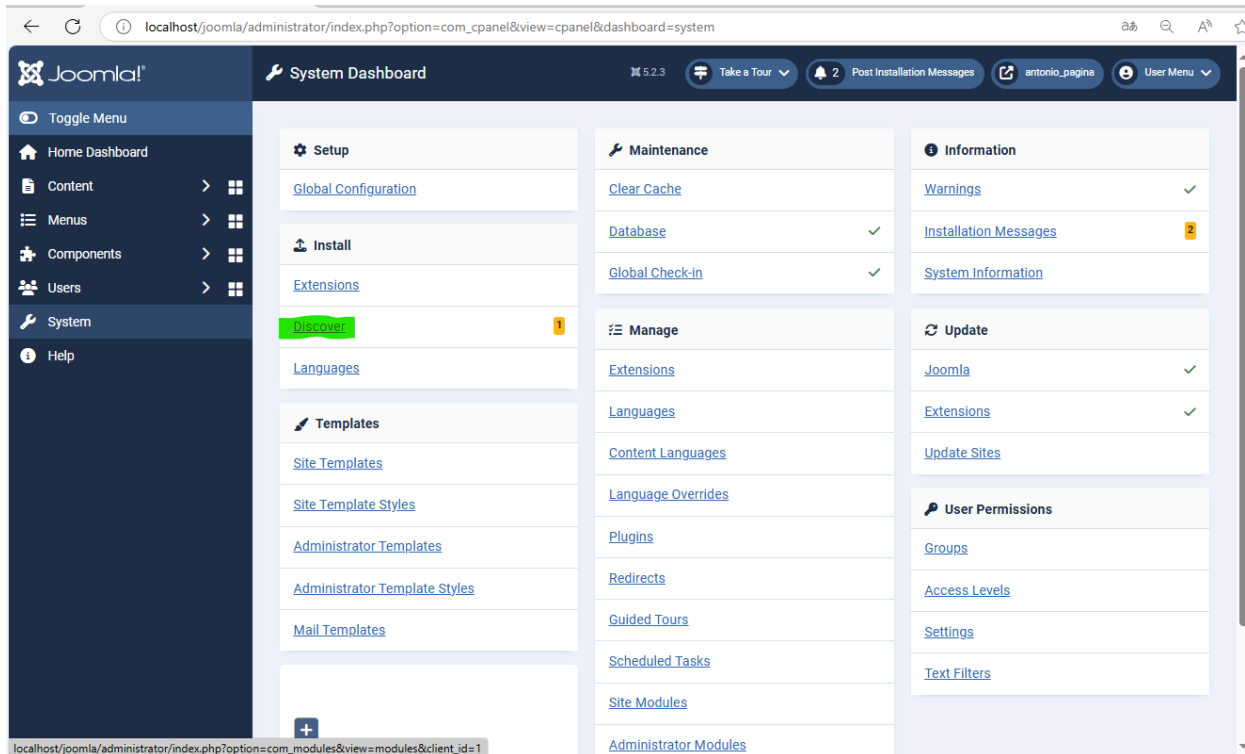 localhost/joomla/administrator/index.php?option=com_cpanel&view=cpanel&dashboard=system
Joomla!
System Dashboard
5.2.3
Take a Tour
2 Post Installation Messages
antonio_pagina
User Menu
Toggle Menu
Home Dashboard
Content
Menus
Components
Users
System
Help
Setup
Global Configuration
Install
Extensions
Discover 1
Languages
Templates
Site Templates
Site Template Styles
Administrator Templates
Administrator Template Styles
Mail Templates
Maintenance
Clear Cache
Database
Global Check-in
Manage
Extensions
Languages
Content Languages
Language Overrides
Plugins
Redirects
Guided Tours
Scheduled Tasks
Site Modules
Administrator Modules
Information
Warnings
Installation Messages 2
System Information
Update
Joomla
Extensions
Update Sites
User Permissions
Groups
Access Levels
Settings
Text Filters
localhost/joomla/administrator/index.php?option=com_modules&view=modules&client_id=1